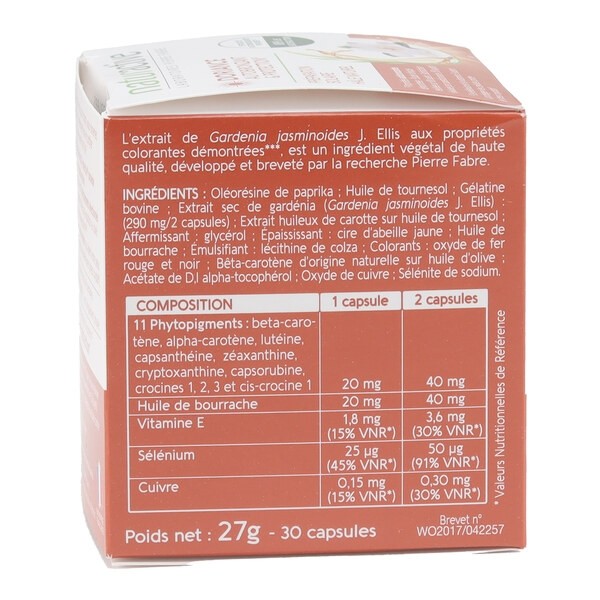 naturactive
L'extrait de Gardenia jasminoides J. Ellis aux propriétés
colorantes démontrées***, est un ingrédient végétal de haute
qualité, développé et breveté par la recherche Pierre Fabre.
INGRÉDIENTS : Oléorésine de paprika ; Huile de tournesol ; Gélatine
bovine ; Extrait sec de gardénia (Gardenia jasminoides J. Ellis) :
(290 mg/2 capsules) ; Extrait huileux de carotte sur huile de tournesol ;
Affermissant : glycérol ; Épaississant : cire d'abeille jaune ; Huile de
bourrache ; Émulsifiant : lécithine de colza ; Colorants : oxyde de fer
rouge et noir ; Bêta-carotène d'origine naturelle sur huile d'olive ;
Acétate de D,l alpha-tocophérol ; Oxyde de cuivre ; Sélénite de sodium.
COMPOSITION 1 capsule 2 capsules
11 Phytopigments : beta-caro-
tène, alpha-carotène, lutéine,
capsanthéine, zéaxanthine,
cryptoxanthine, capsorubine,
crocines 1, 2, 3 et cis-crocine 1 20 mg 40 mg
Huile de bourrache 20 mg 40 mg
Vitamine E 1,8 mg 3,6 mg
(15% VNR*) (30% VNR*)
Sélénium 25 µg 50 µg
(45% VNR*) (91% VNR*)
Cuivre 0,15 mg 0,30 mg
(15% VNR*) (30% VNR*)
* Valeurs Nutritionnelles de Référence
Poids net : 27g - 30 capsules
Brevet n°
WO2017/042257